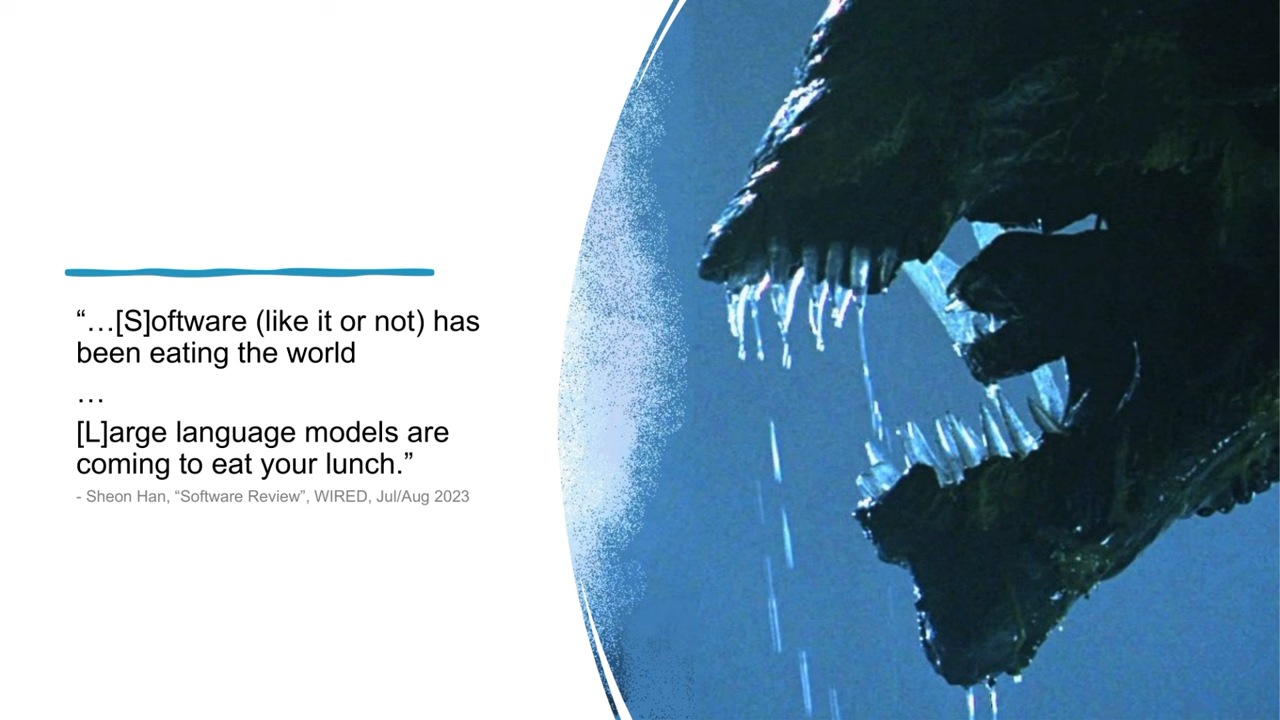 “…[S]oftware (like it or not) has
been eating the world
…
[L]arge language models are
coming to eat your lunch.”
- Sheon Han, “Software Review”, WIRED, Jul/Aug 2023